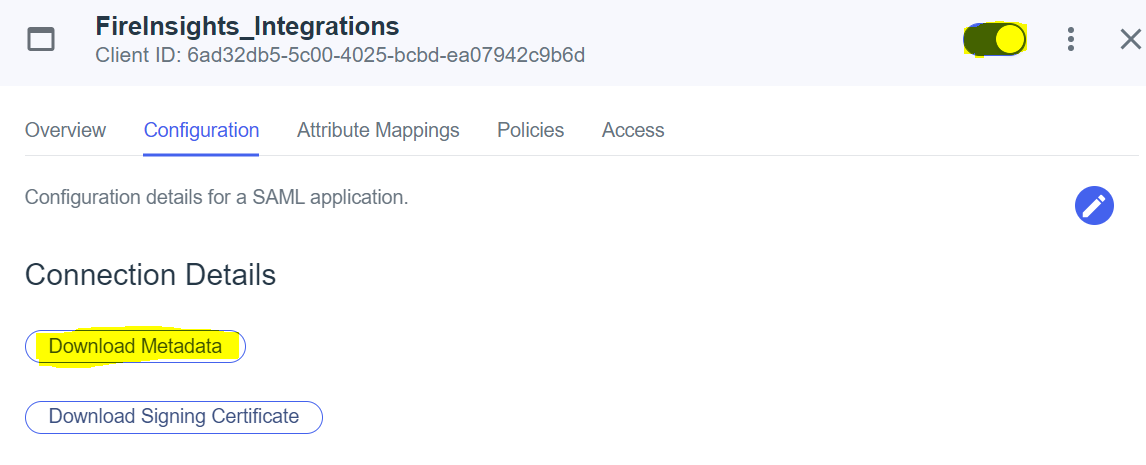 FireInsights_Integrations
Client ID: 6ad32db5-5c00-4025-bcbd-ea07942c9b6d
Overview Configuration Attribute Mappings Policies Access
Configuration details for a SAML application.
Connection Details
Download Metadata
Download Signing Certificate